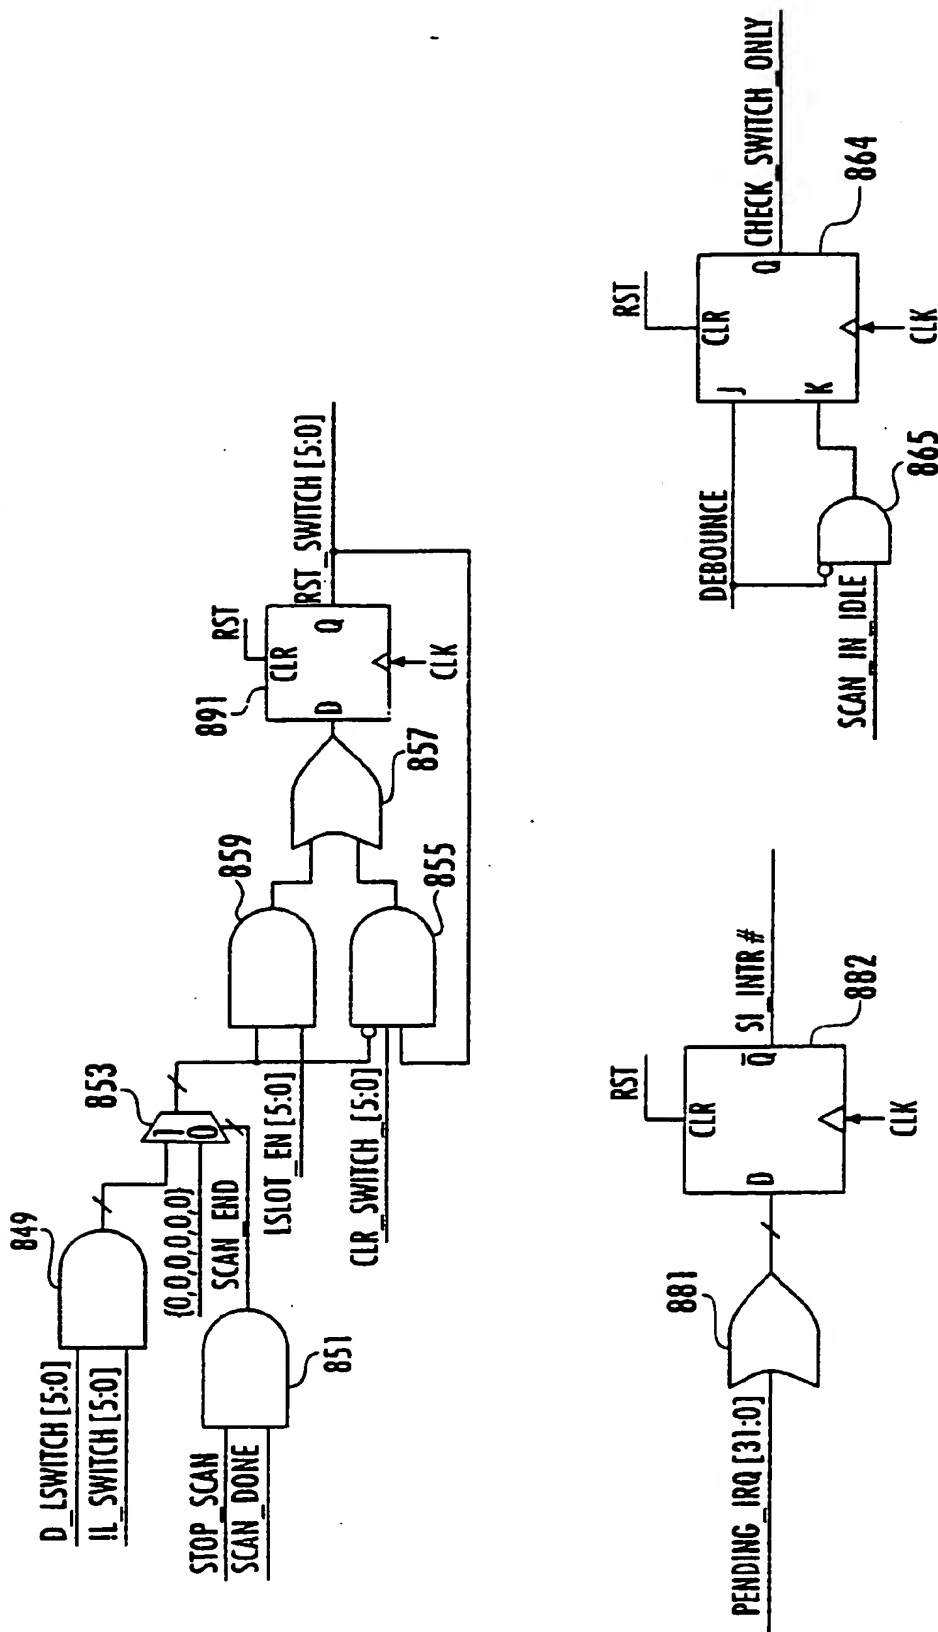 849
D_LSWITCH [5:0]
IL_SWITCH [5:0]
853
1
0
{0,0,0,0,0,0}
SCAN_END
STOP_SCAN
SCAN_DONE
851
LSLOT_EN [5:0]
CLR_SWITCH [5:0]
859
855
857
891
RST
CLR
D
Q
CLK
RST_SWITCH [5:0]
PENDING_IRQ [31:0]
881
RST
CLR
D
Q̅
CLK
882
SI_INTR#
DEBOUNCE
SCAN_IN_IDLE
865
RST
CLR
J
K
Q
CLK
864
CHECK_SWITCH_ONLY